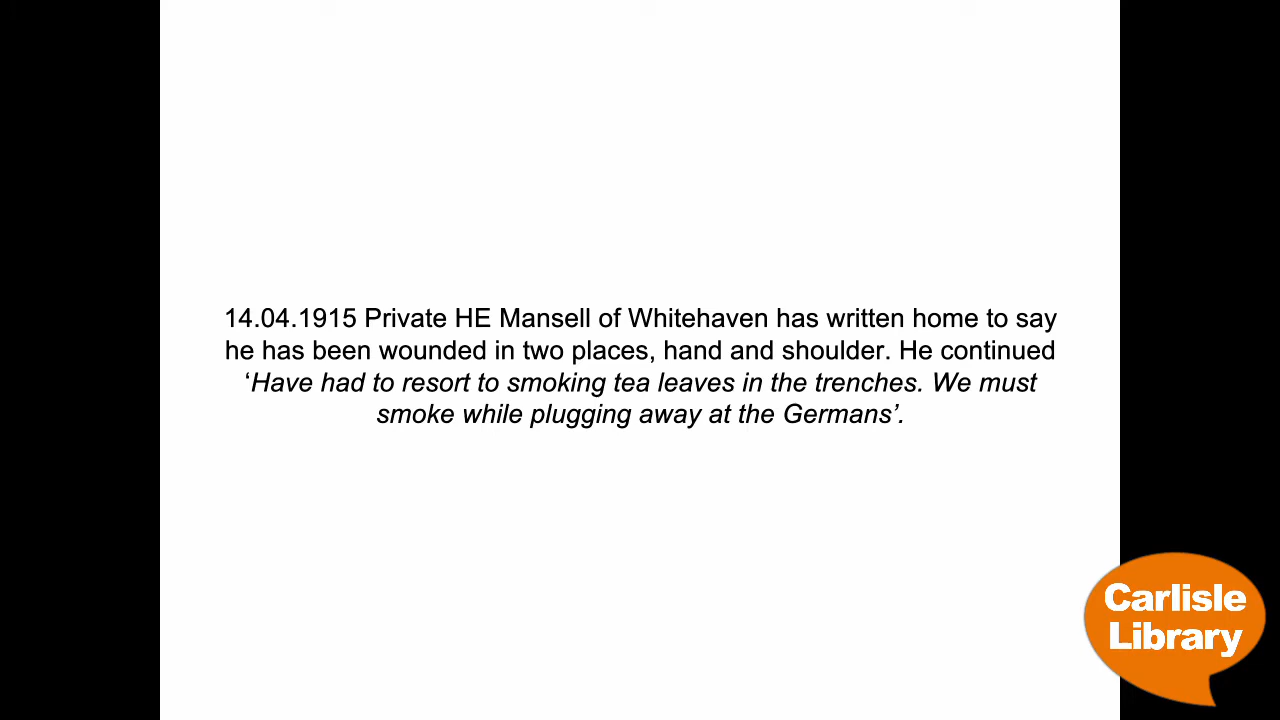 14.04.1915 Private HE Mansell of Whitehaven has written home to say
he has been wounded in two places, hand and shoulder. He continued
‘Have had to resort to smoking tea leaves in the trenches. We must
smoke while plugging away at the Germans’.
Carlisle
Library